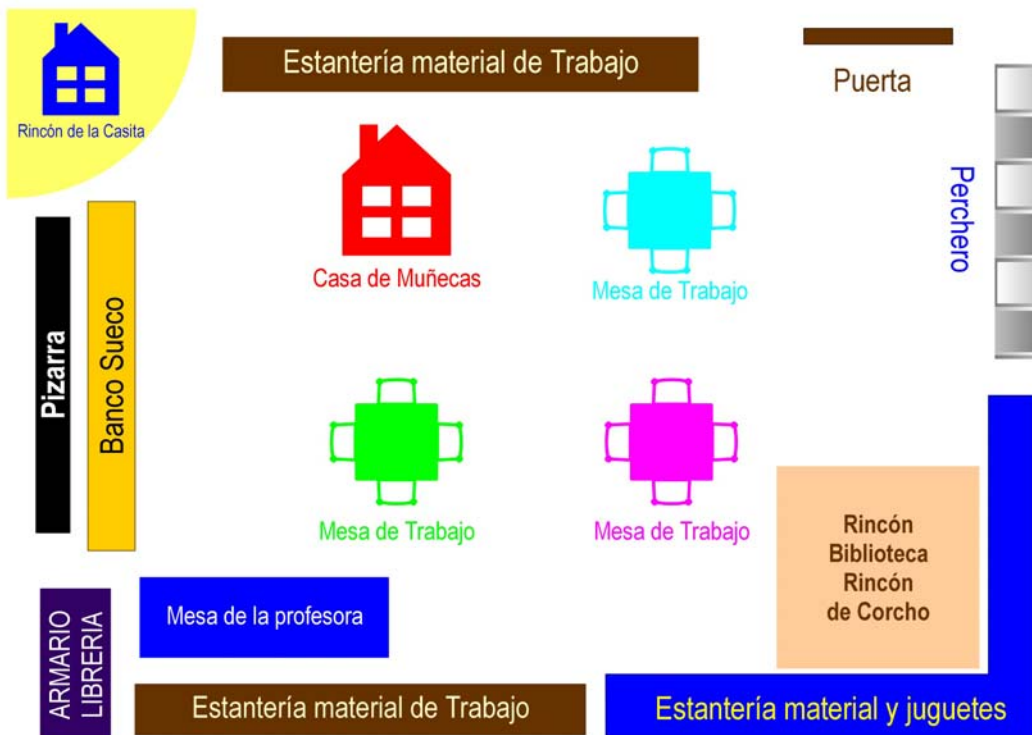 Estantería material de Trabajo
Puerta
Rincón de la Casita
Perchero
Casa de Muñecas
Mesa de Trabajo
Pizarra
Banco Sueco
Mesa de Trabajo
Mesa de Trabajo
Rincón
Biblioteca
Rincón
de Corcho
ARMARIO
LIBRERIA
Mesa de la profesora
Estantería material de Trabajo
Estantería material y juguetes